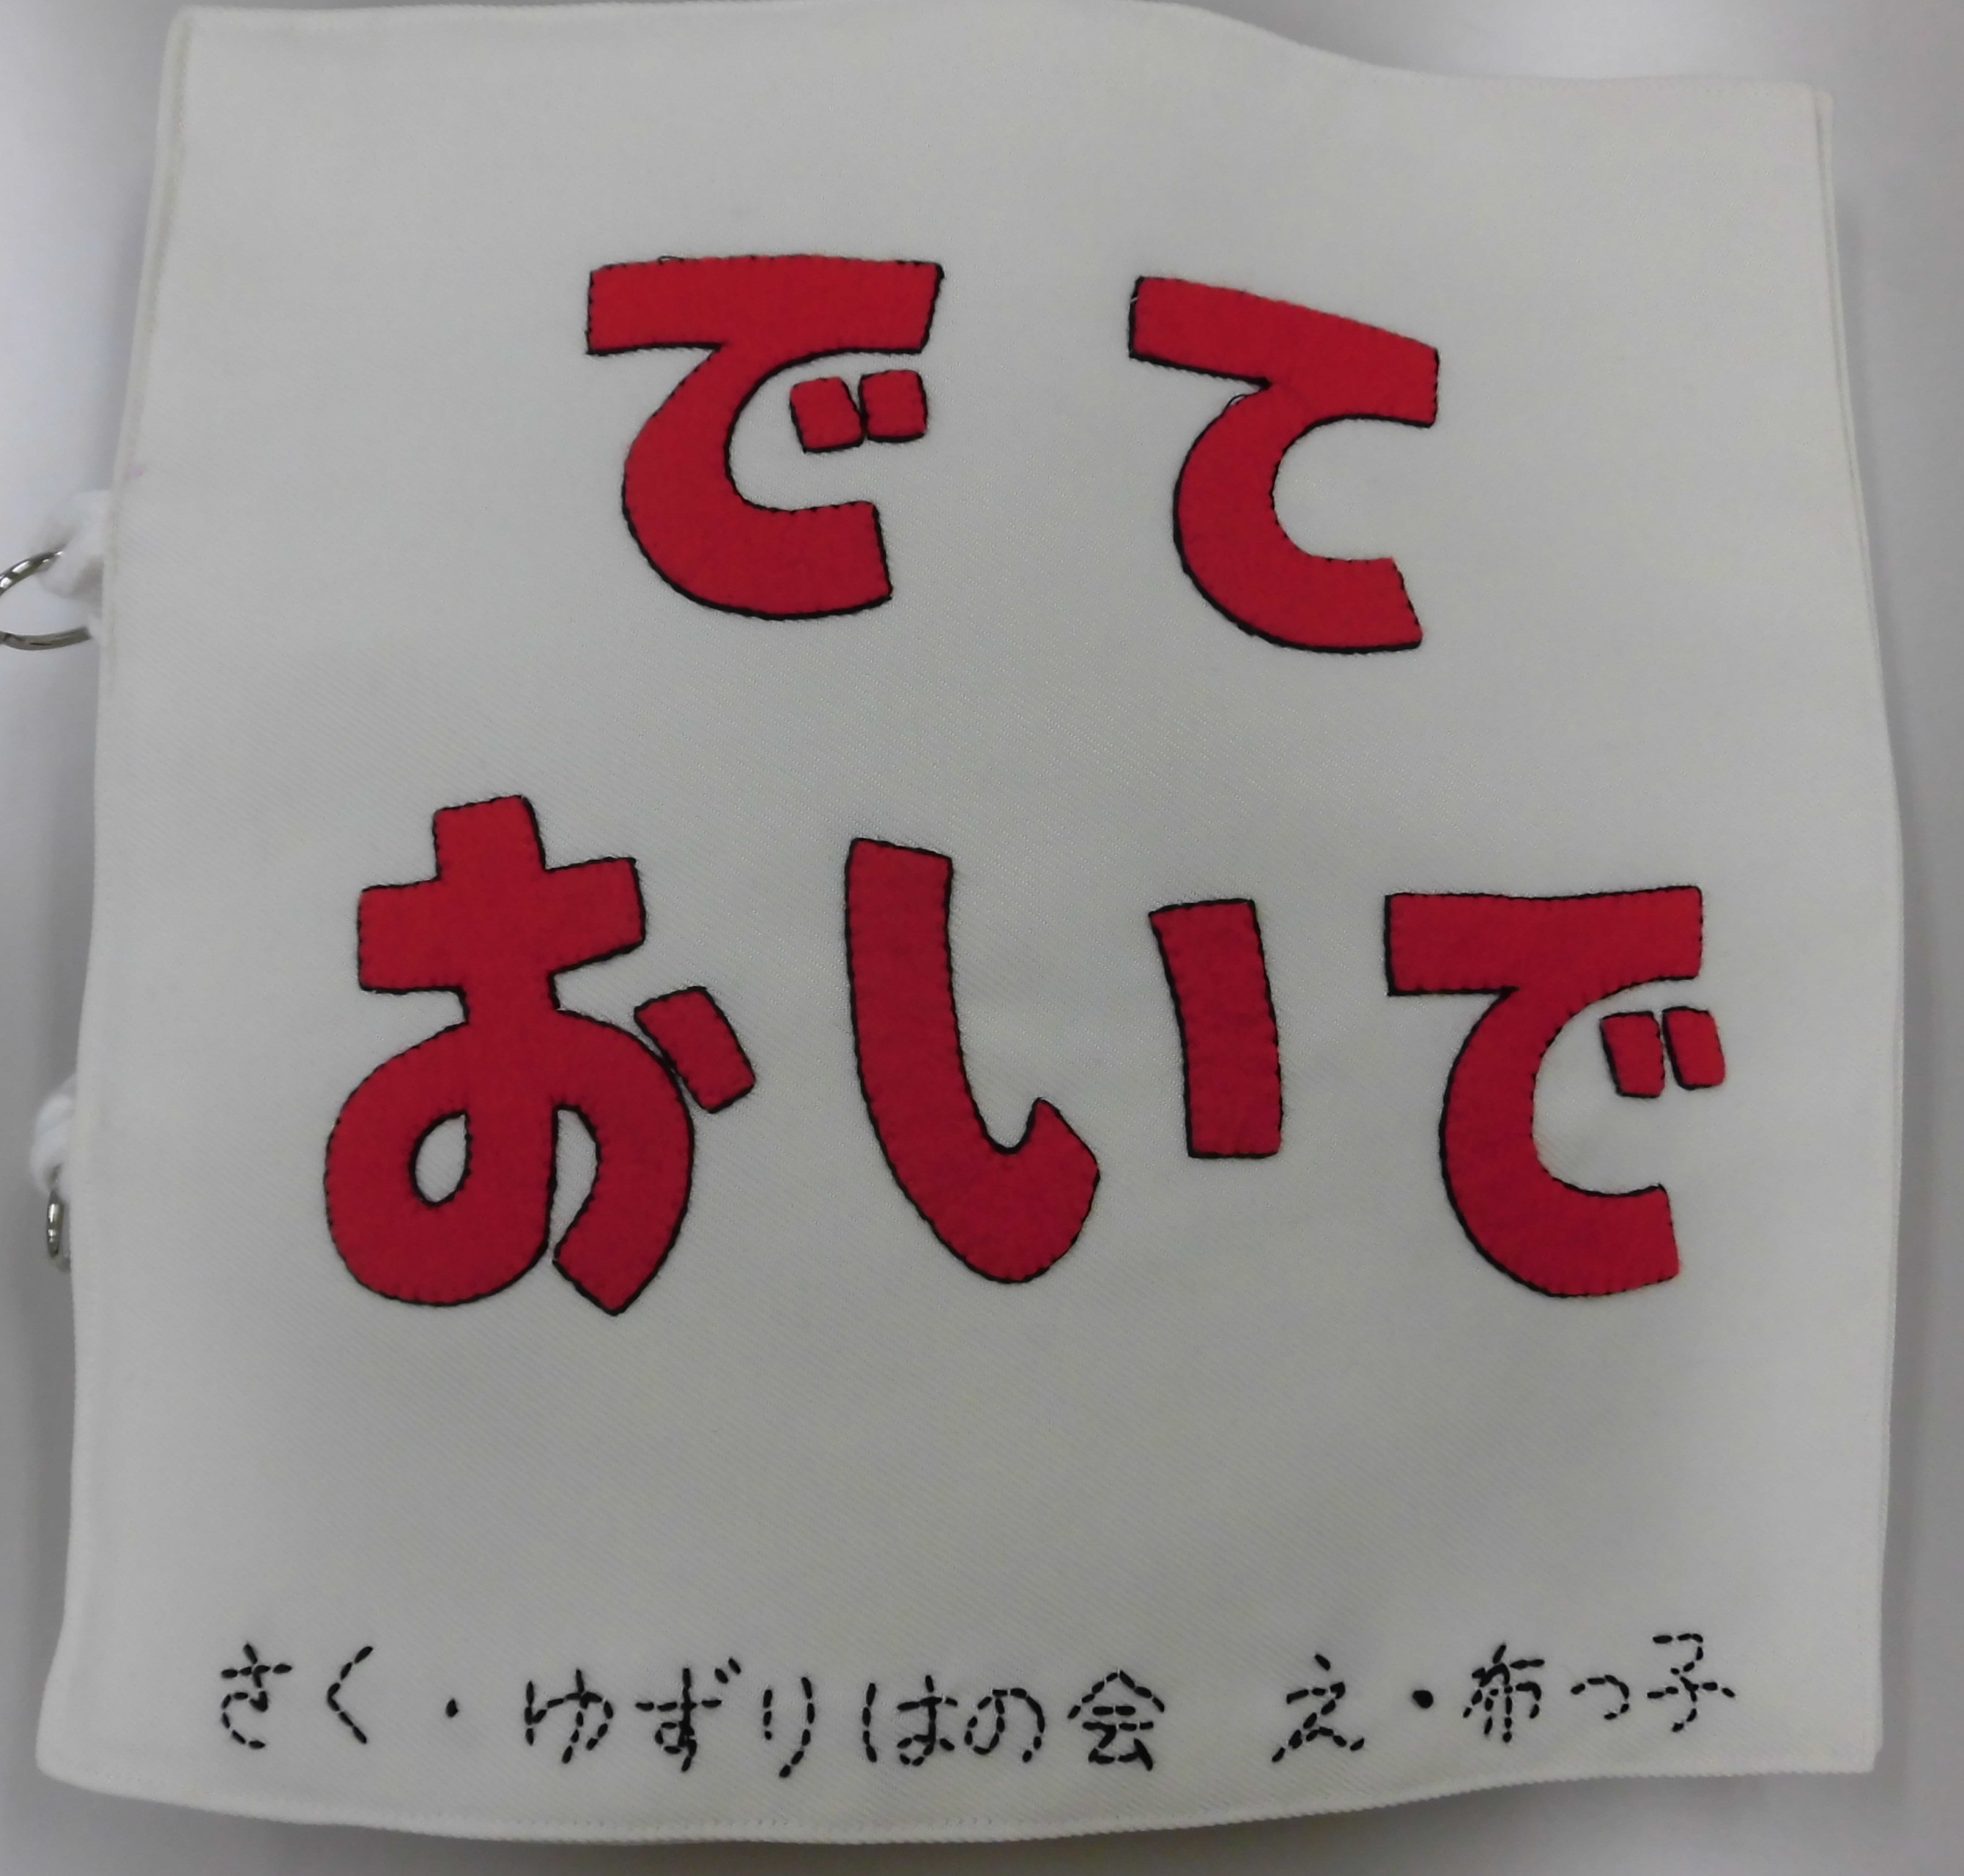 でて
おいで
さく・ゆずりはの会　え・布っ子